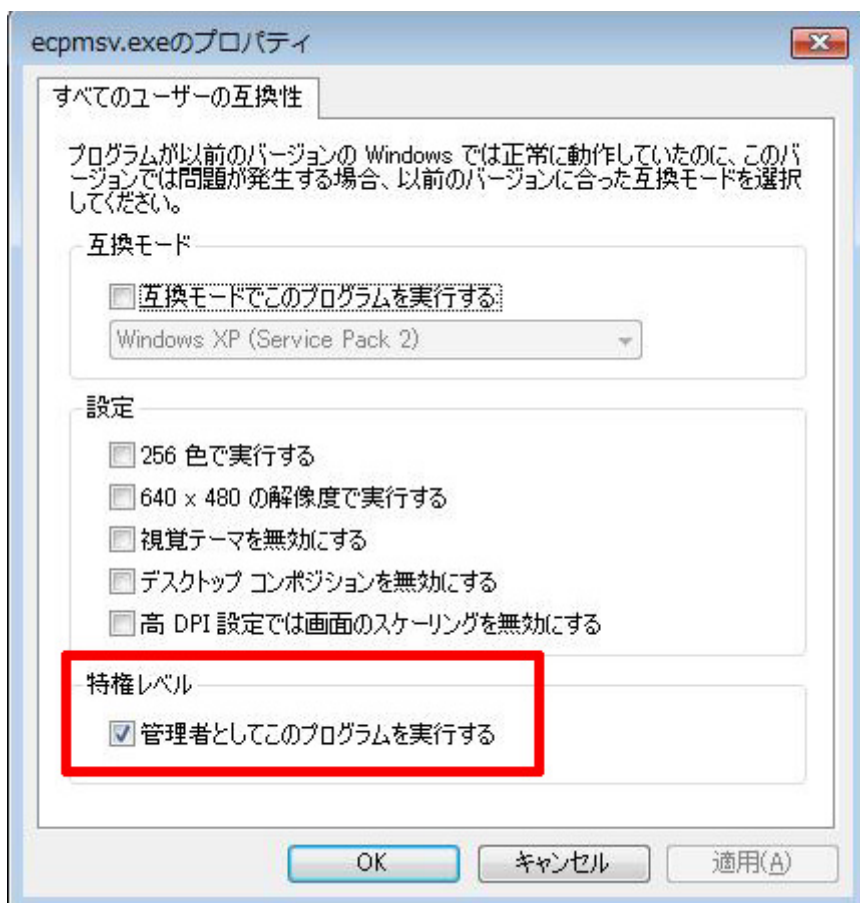 ecpmsv.exeのプロパティ
すべてのユーザーの互換性
プログラムが以前のバージョンの Windows では正常に動作していたのに、このバ
ージョンでは問題が発生する場合、以前のバージョンに合った互換モードを選択
してください。
互換モード
互換モードでこのプログラムを実行する
Windows XP (Service Pack 2)
設定
256 色で実行する
640 x 480 の解像度で実行する
視覚テーマを無効にする
デスクトップ コンポジションを無効にする
高 DPI 設定では画面のスケーリングを無効にする
特権レベル
管理者としてこのプログラムを実行する
OK キャンセル 適用(A)